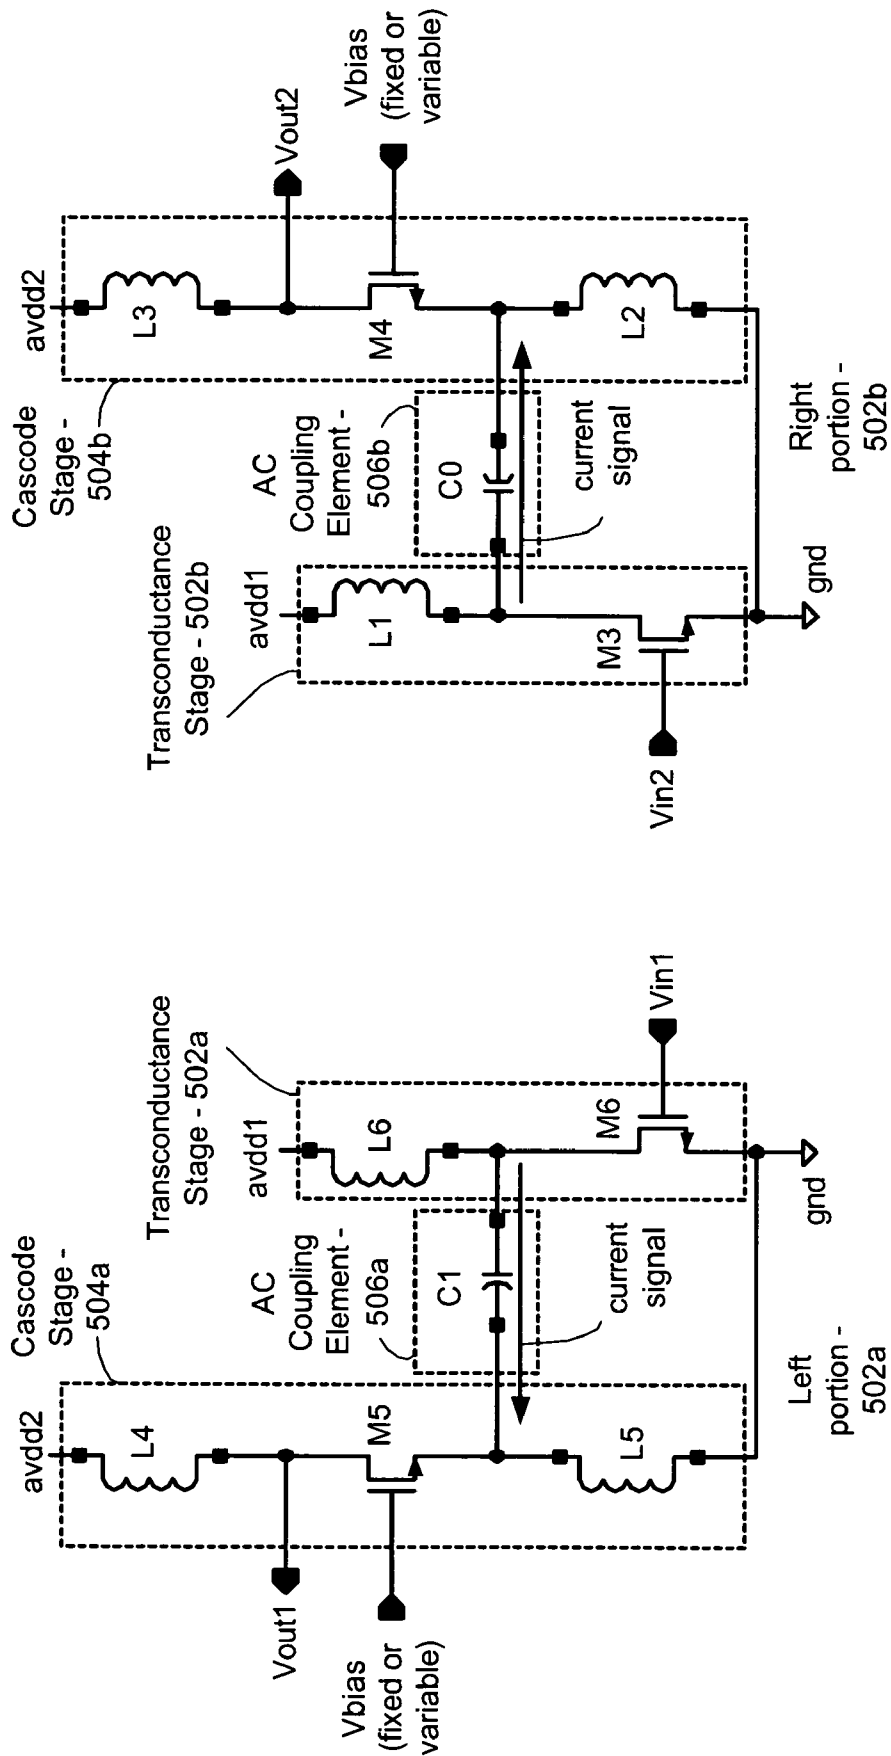 Cascode
Stage -
504a
avdd2
L4
Vout1
M5
Vbias
(fixed or
variable)
L5
AC
Coupling
Element -
506a
C1
current
signal
Transconductance
Stage - 502a
avdd1
L6
M6
Vin1
gnd
Left
portion -
502a
Transconductance
Stage - 502b
avdd1
L1
M3
Vin2
gnd
AC
Coupling
Element -
506b
C0
current
signal
Cascode
Stage -
504b
avdd2
L3
Vout2
M4
Vbias
(fixed or
variable)
L2
Right
portion -
502b